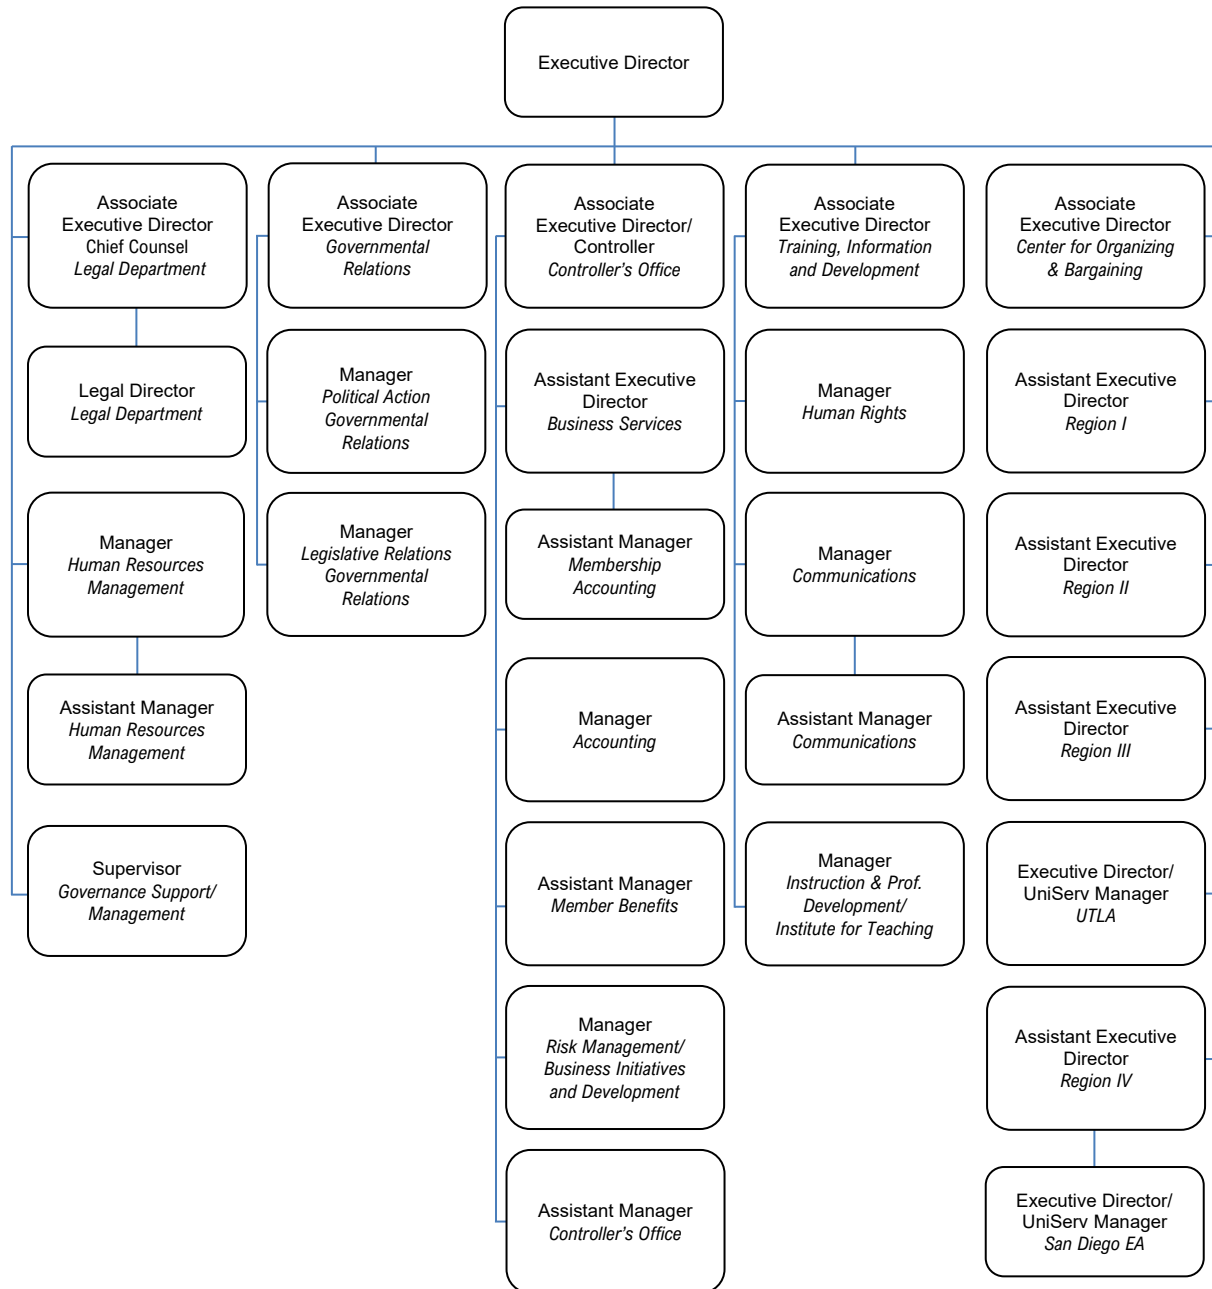 Executive Director
Associate
Executive Director
Chief Counsel
Legal Department
Legal Director
Legal Department
Manager
Human Resources
Management
Assistant Manager
Human Resources
Management
Supervisor
Governance Support/
Management
Associate
Executive Director
Governmental
Relations
Manager
Political Action
Governmental
Relations
Manager
Legislative Relations
Governmental
Relations
Associate
Executive Director/
Controller
Controller's Office
Assistant Executive
Director
Business Services
Assistant Manager
Membership
Accounting
Manager
Accounting
Assistant Manager
Member Benefits
Manager
Risk Management/
Business Initiatives
and Development
Assistant Manager
Controller's Office
Associate
Executive Director
Training, Information
and Development
Manager
Human Rights
Manager
Communications
Assistant Manager
Communications
Manager
Instruction & Prof.
Development/
Institute for Teaching
Associate
Executive Director
Center for Organizing
& Bargaining
Assistant Executive
Director
Region I
Assistant Executive
Director
Region II
Assistant Executive
Director
Region III
Executive Director/
UniServ Manager
UTLA
Assistant Executive
Director
Region IV
Executive Director/
UniServ Manager
San Diego EA